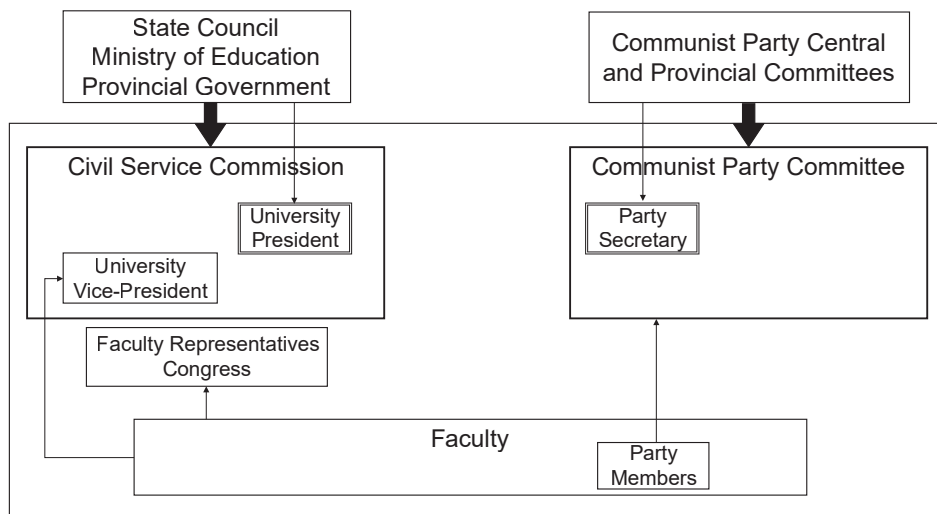 State Council
Ministry of Education
Provincial Government
Communist Party Central
and Provincial Committees
Civil Service Commission
University
President
University
Vice-President
Communist Party Committee
Party
Secretary
Faculty Representatives
Congress
Faculty
Party
Members